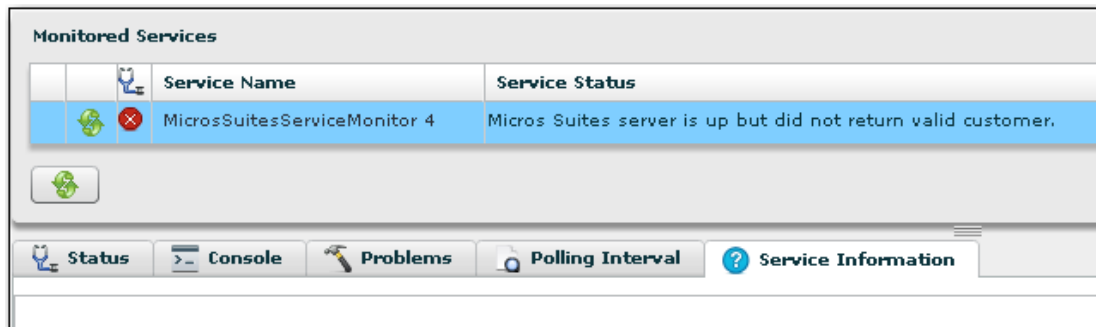 Monitored Services
Service Name Service Status
MicrosSuitesServiceMonitor 4 Micros Suites server is up but did not return valid customer.
Status Console Problems Polling Interval Service Information